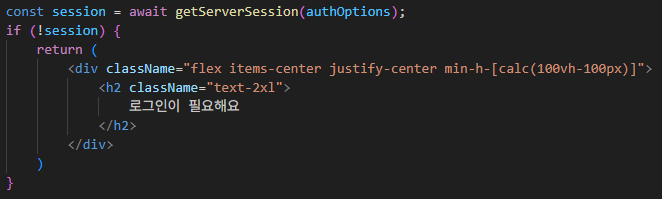 const session = await getServerSession(authOptions);
if (!session) {
return (
<div className="flex items-center justify-center min-h-[calc(100vh-100px)]">
<h2 className="text-2xl">
로그인이 필요해요
</h2>
</div>
)
}